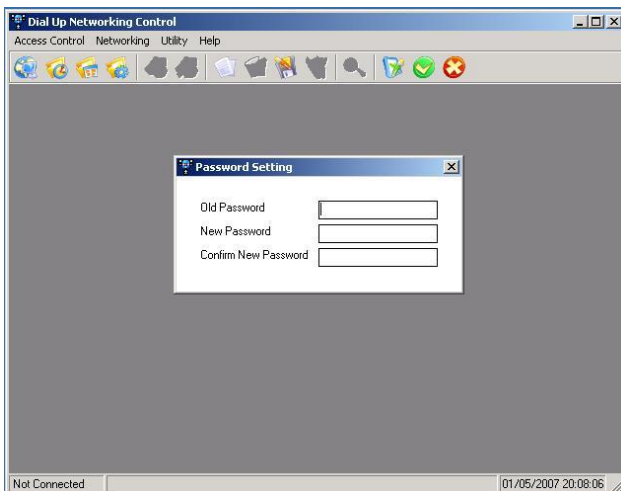 Dial Up Networking Control
Access Control Networking Utility Help
Password Setting
Old Password
New Password
Confirm New Password
Not Connected 01/05/2007 20:08:06